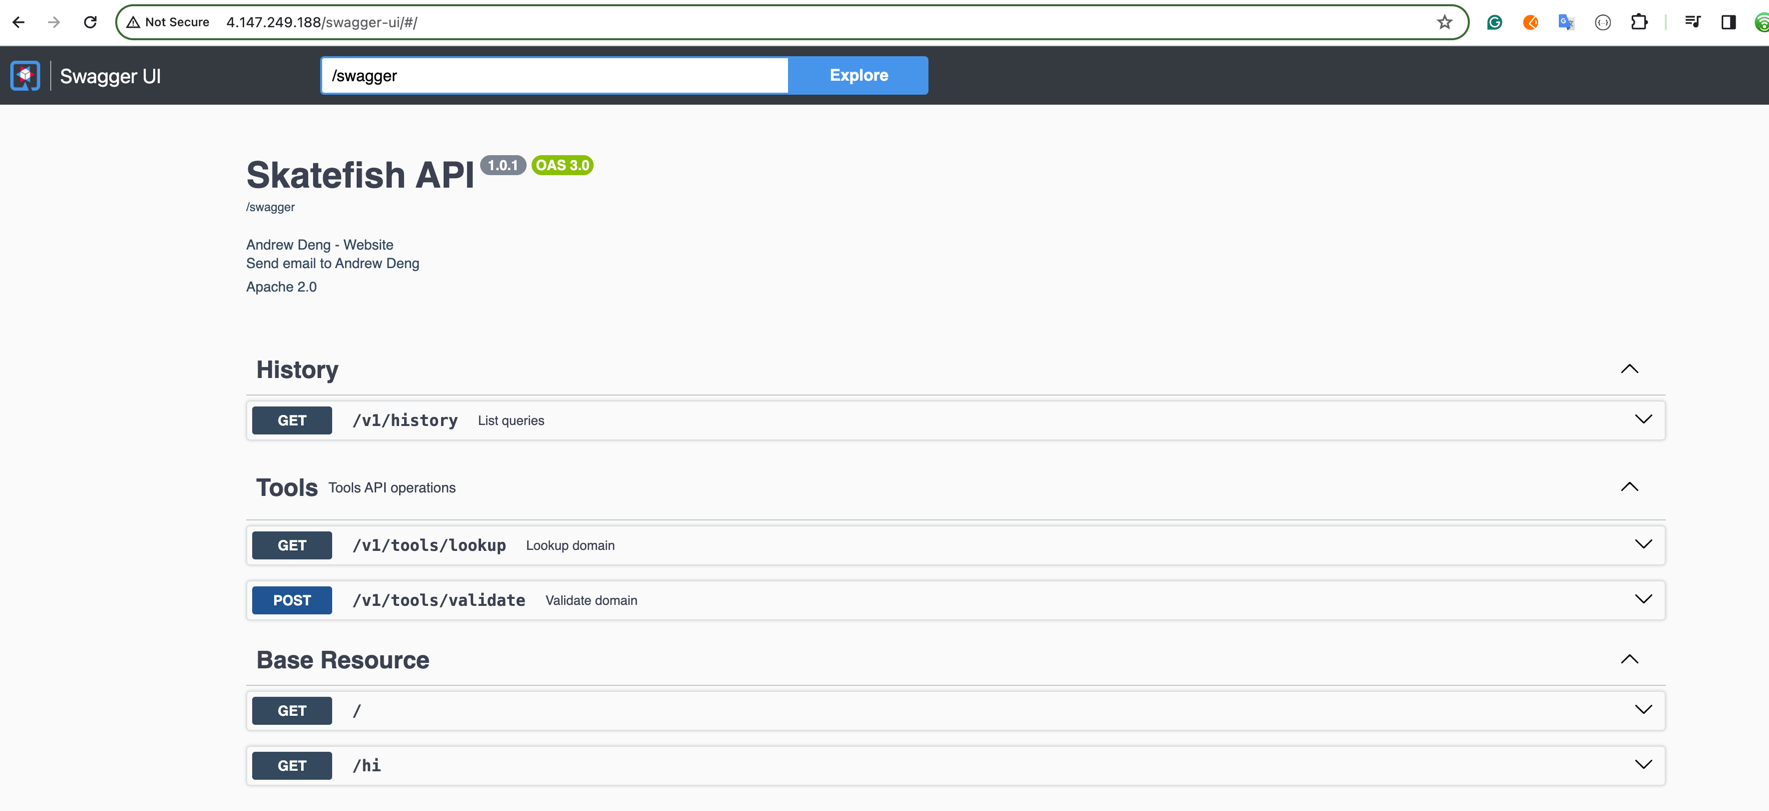 Not Secure 4.147.249.188/swagger-ui/#/
Swagger UI
/swagger
Explore
Skatefish API 1.0.1 OAS 3.0
/swagger
Andrew Deng - Website
Send email to Andrew Deng
Apache 2.0
History
GET /v1/history List queries
Tools Tools API operations
GET /v1/tools/lookup Lookup domain
POST /v1/tools/validate Validate domain
Base Resource
GET /
GET /hi